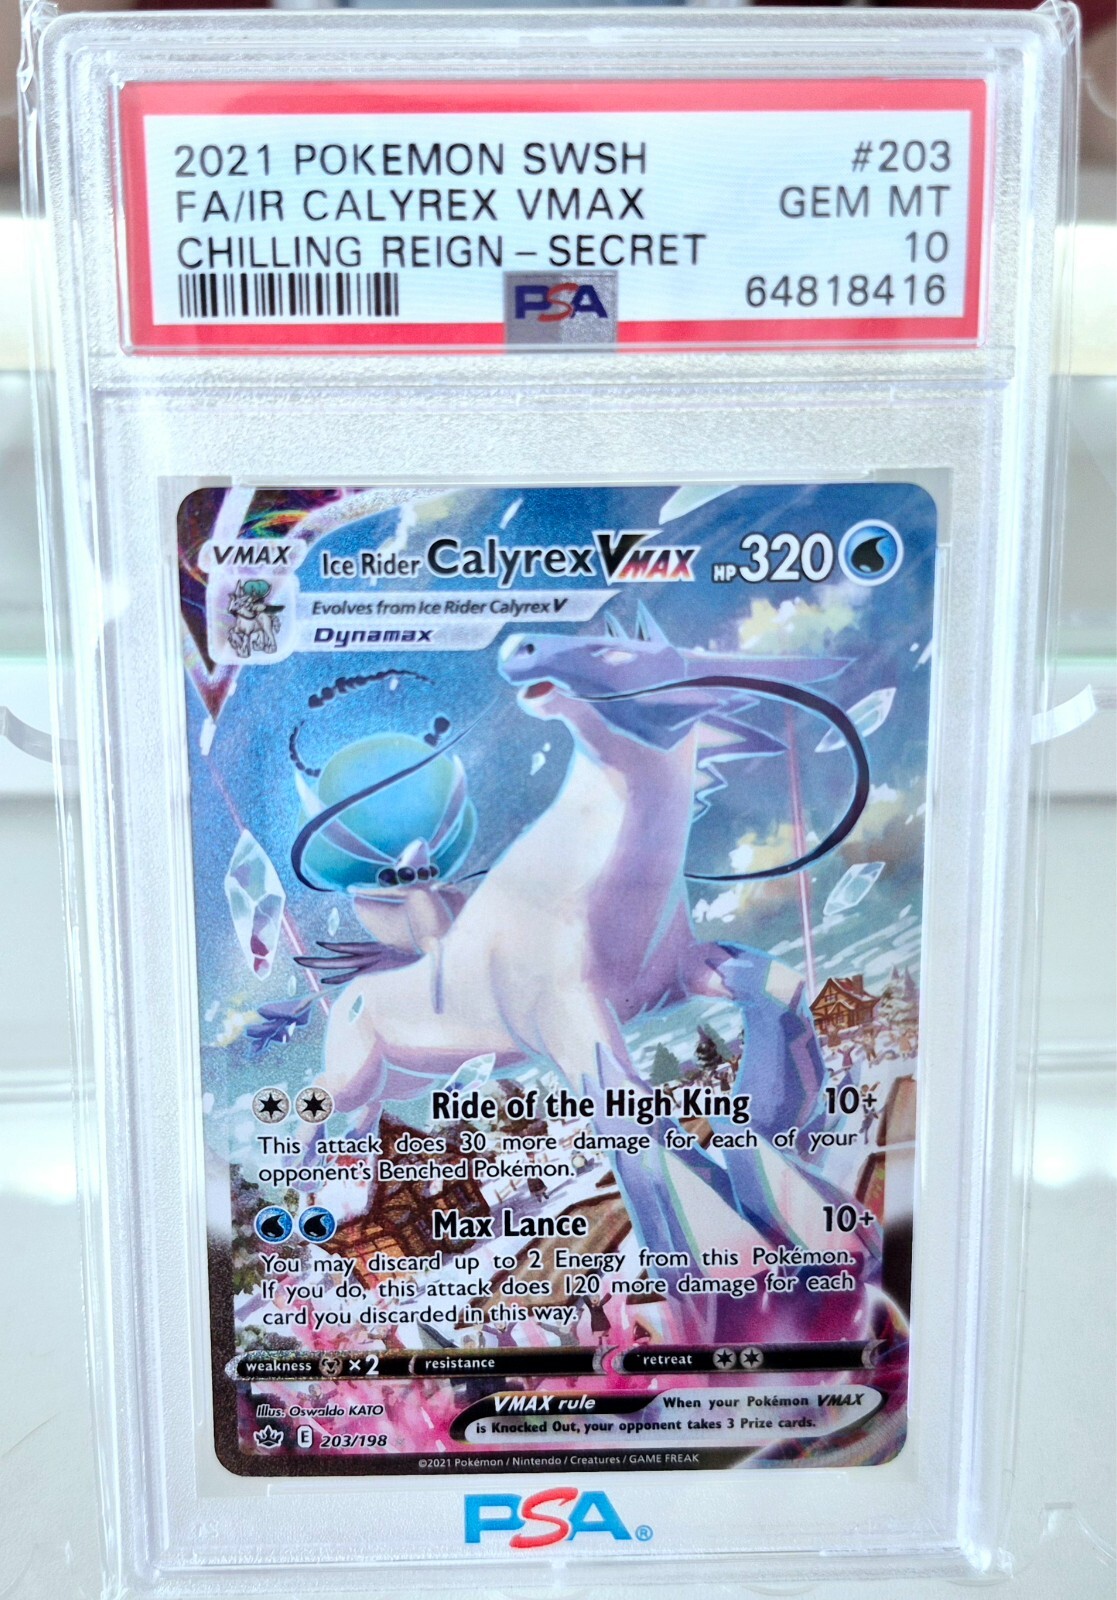 2021 POKEMON SWSH #203
FA/IR CALYREX VMAX GEM MT
CHILLING REIGN - SECRET 10
PSA 64818416
VMAX Ice Rider Calyrex VMAX HP 320
Evolves from Ice Rider Calyrex V
Dynamax
Ride of the High King 10+
This attack does 30 more damage for each of your
opponent's Benched Pokémon.
Max Lance 10+
You may discard up to 2 Energy from this Pokémon.
If you do, this attack does 120 more damage for each
card you discarded in this way.
weakness ×2 resistance retreat
Illus. Oswaldo KATO
VMAX rule When your Pokémon VMAX
is Knocked Out, your opponent takes 3 Prize cards.
E 203/198
©2021 Pokémon / Nintendo / Creatures / GAME FREAK
PSA®